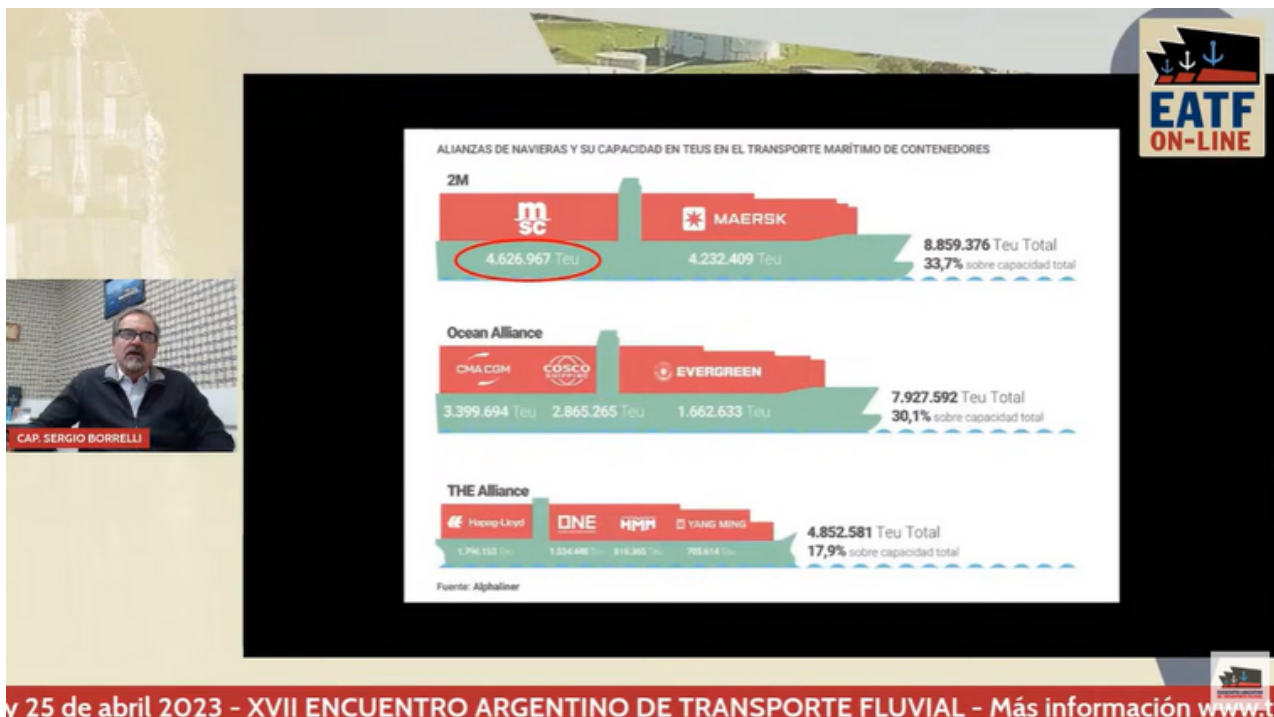 EATF
ON-LINE
ALIANZAS DE NAVIERAS Y SU CAPACIDAD EN TEUS EN EL TRANSPORTE MARÍTIMO DE CONTENEDORES
2M
msc
MAERSK
4.626.967 Teu
4.232.409 Teu
8.859.376 Teu Total
33,7% sobre capacidad total
Ocean Alliance
CMA CGM
COSCO
SHIPPING
EVERGREEN
3.399.694 Teu
2.865.265 Teu
1.662.633 Teu
7.927.592 Teu Total
30,1% sobre capacidad total
THE Alliance
Hapag-Lloyd
ONE
HMM
YANG MING
Teu
4.852.581 Teu Total
17,9% sobre capacidad total
Fuente: Alphaliner
CAP. SERGIO BORRELLI
y 25 de abril 2023 - XVII ENCUENTRO ARGENTINO DE TRANSPORTE FLUVIAL - Más información www.t